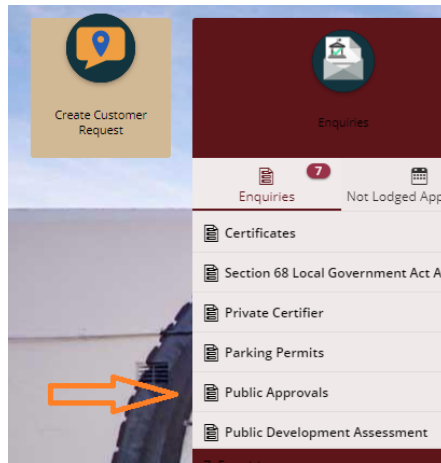 Create Customer
Request
Enquiries
7
Enquiries
Not Lodged App
Certificates
Section 68 Local Government Act A
Private Certifier
Parking Permits
Public Approvals
Public Development Assessment